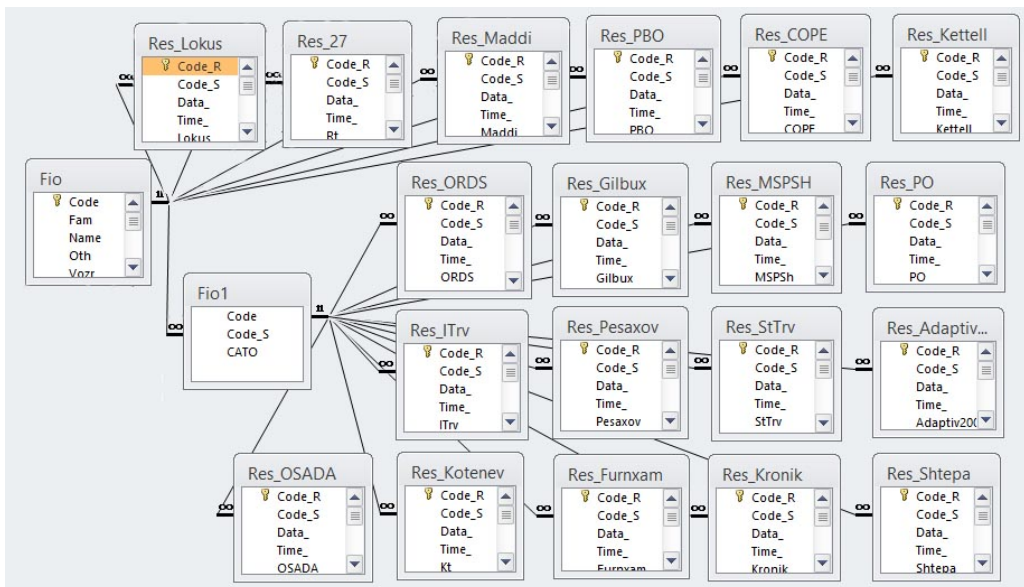 Res_Lokus
Code_R
Code_S
Data_
Time_
Lokus
Res_27
Code_R
Code_S
Data_
Time_
Rt
Res_Maddi
Code_R
Code_S
Data_
Time_
Maddi
Res_PBO
Code_R
Code_S
Data_
Time_
PBO
Res_COPE
Code_R
Code_S
Data_
Time_
COPE
Res_Kettell
Code_R
Code_S
Data_
Time_
Kettell
Fio
Code
Fam
Name
Oth
Vozr
Res_ORDS
Code_R
Code_S
Data_
Time_
ORDS
Res_Gilbux
Code_R
Code_S
Data_
Time_
Gilbux
Res_MSPSH
Code_R
Code_S
Data_
Time_
MSPSh
Res_PO
Code_R
Code_S
Data_
Time_
PO
Fio1
Code
Code_S
CATO
Res_ITrv
Code_R
Code_S
Data_
Time_
ITrv
Res_Pesaxov
Code_R
Code_S
Data_
Time_
Pesaxov
Res_StTrv
Code_R
Code_S
Data_
Time_
StTrv
Res_Adaptiv...
Code_R
Code_S
Data_
Time_
Adaptiv200
Res_OSADA
Code_R
Code_S
Data_
Time_
OSADA
Res_Kotenev
Code_R
Code_S
Data_
Time_
Kt
Res_Furnxam
Code_R
Code_S
Data_
Time_
Furnxam
Res_Kronik
Code_R
Code_S
Data_
Time_
Kronik
Res_Shtepa
Code_R
Code_S
Data_
Time_
Shtepa